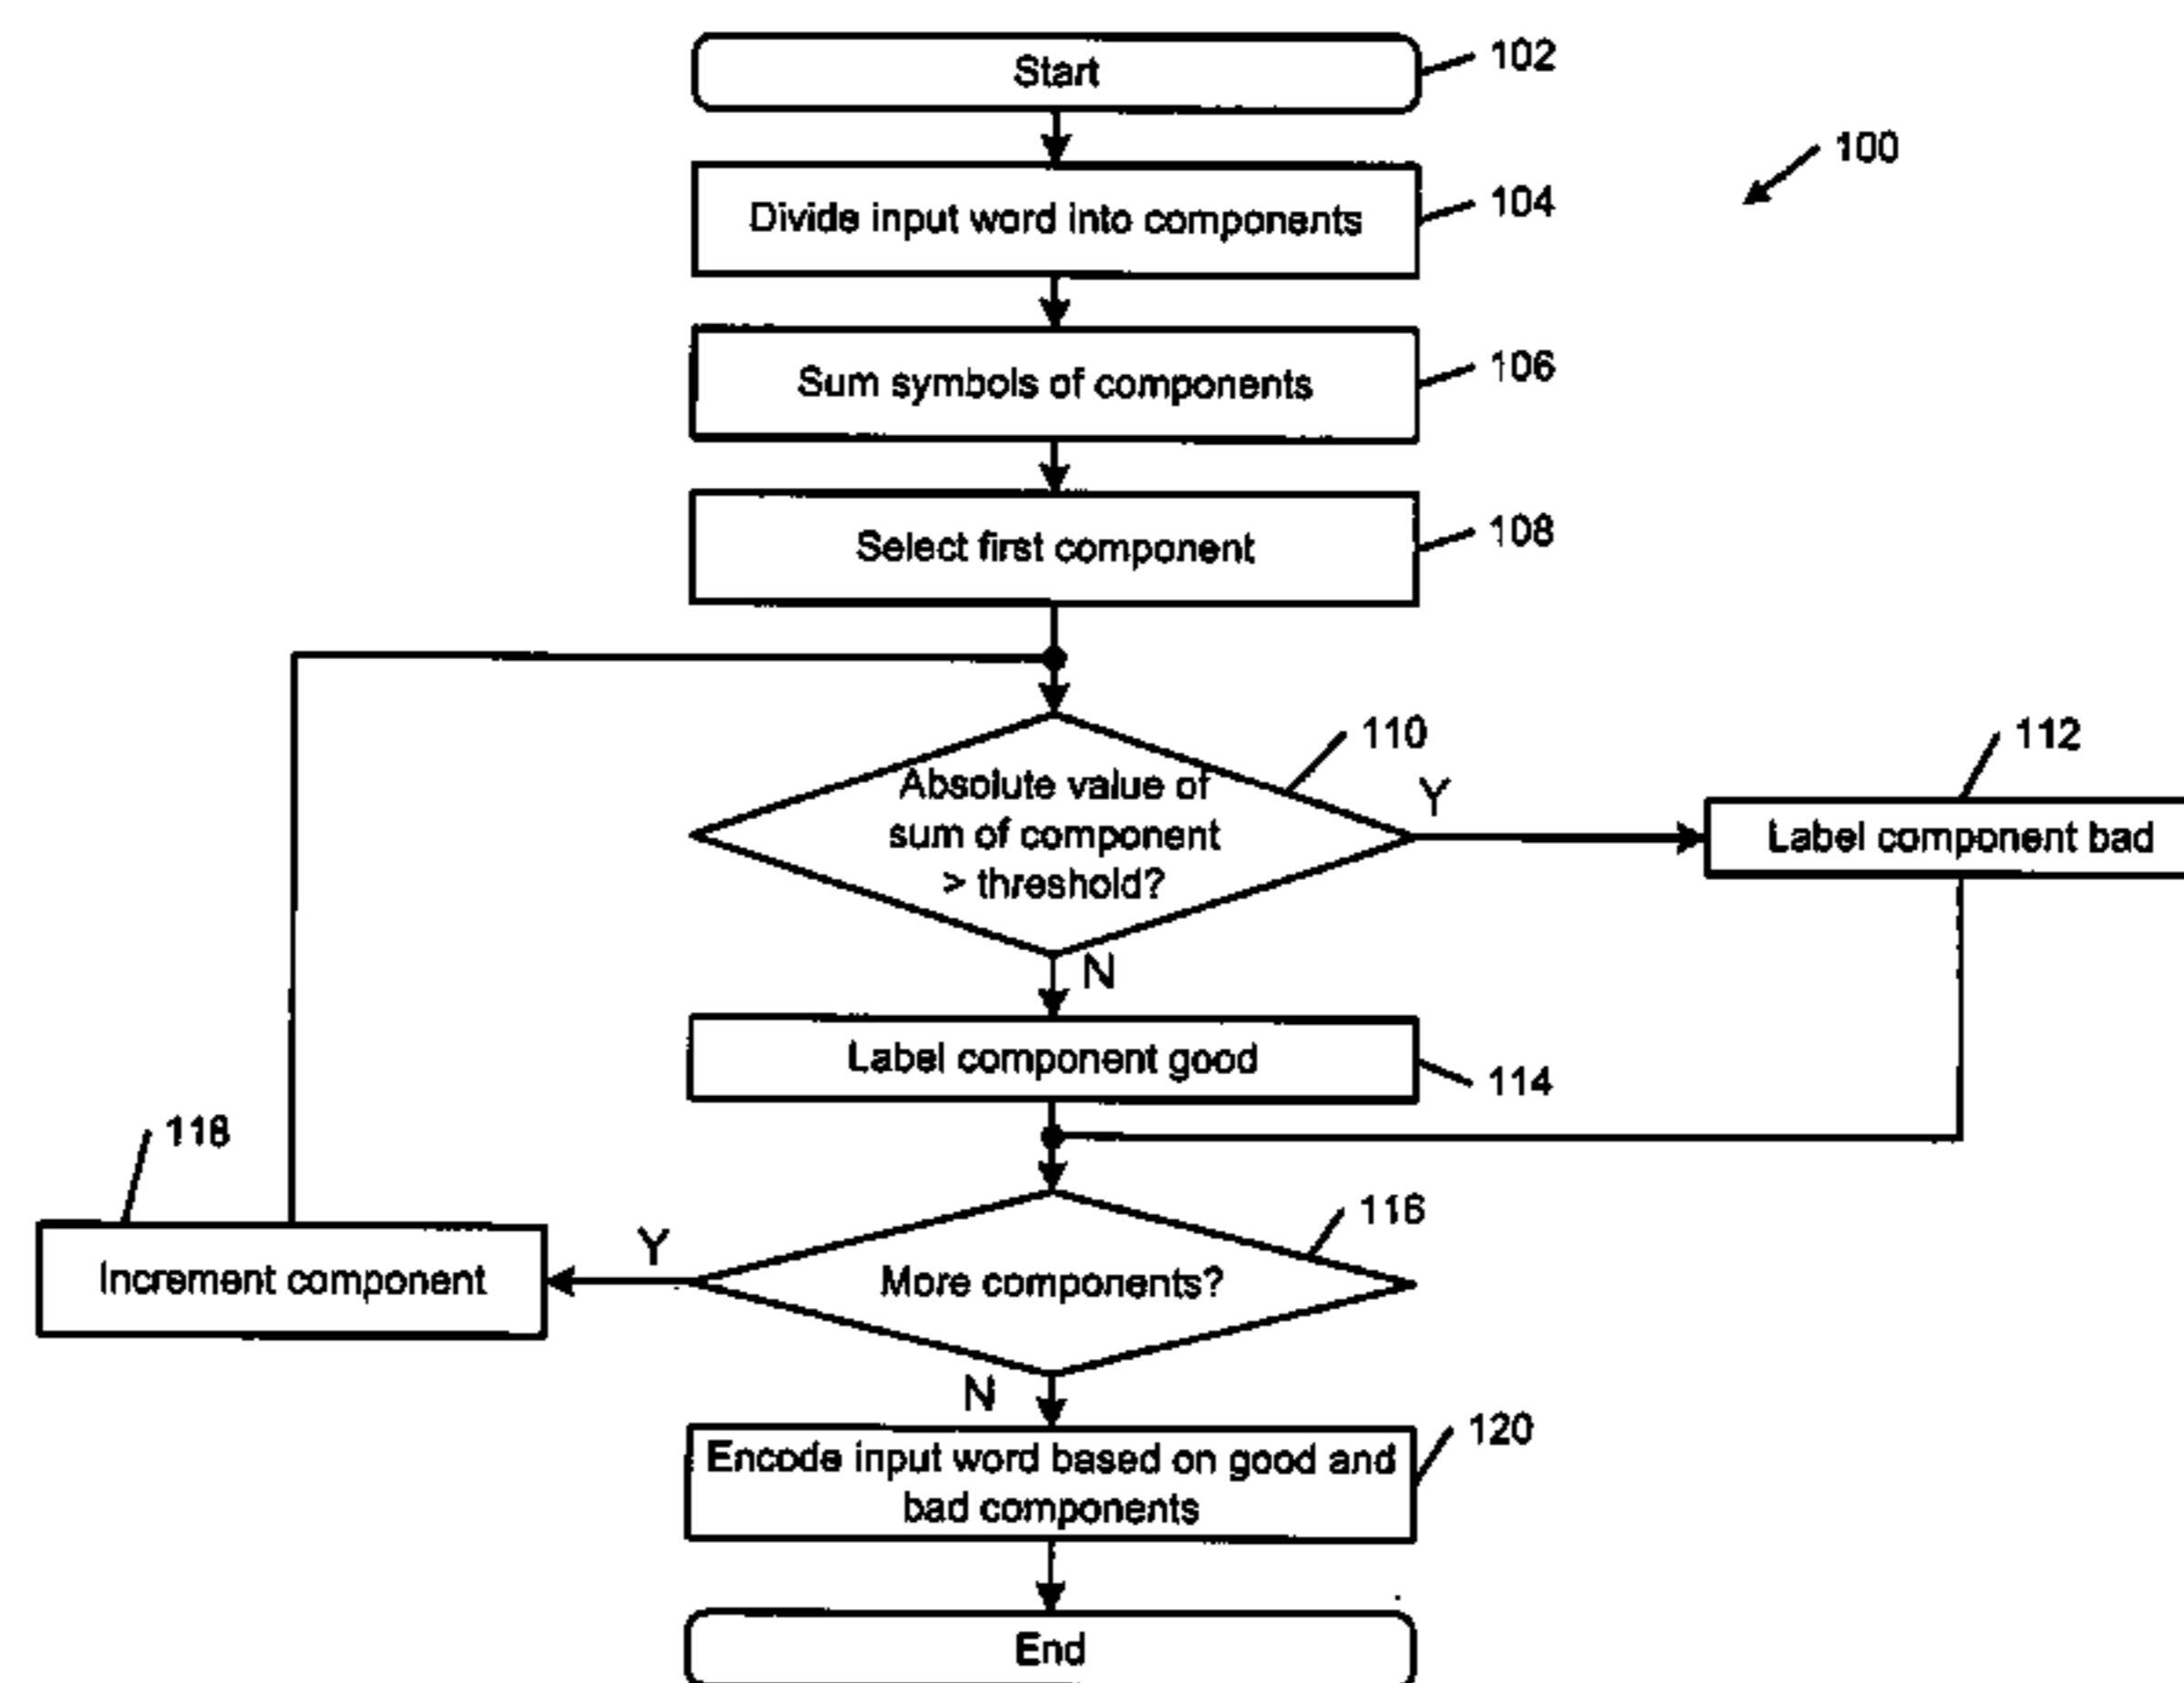 Start
102
100
Divide input word into components
104
Sum symbols of components
106
Select first component
108
110
Absolute value of
sum of component
> threshold?
Y
112
Label component bad
N
Label component good
114
118
116
Increment component
Y
More components?
N
120
Encode input word based on good and
bad components
End